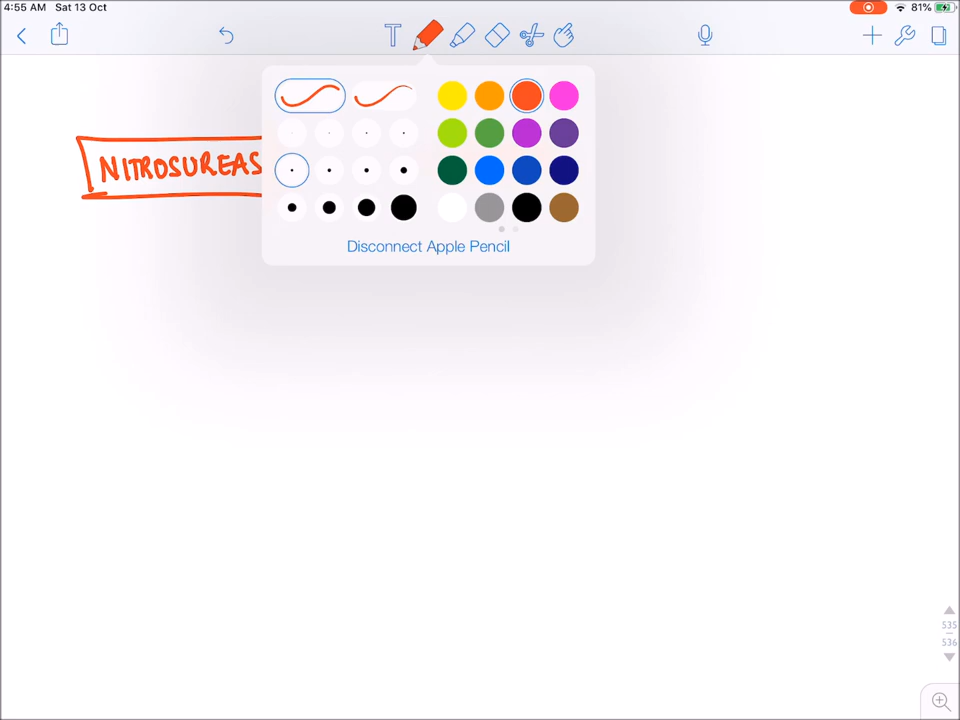 4:55 AM Sat 13 Oct 81%
T
NITROSUREAS
Disconnect Apple Pencil
535
536